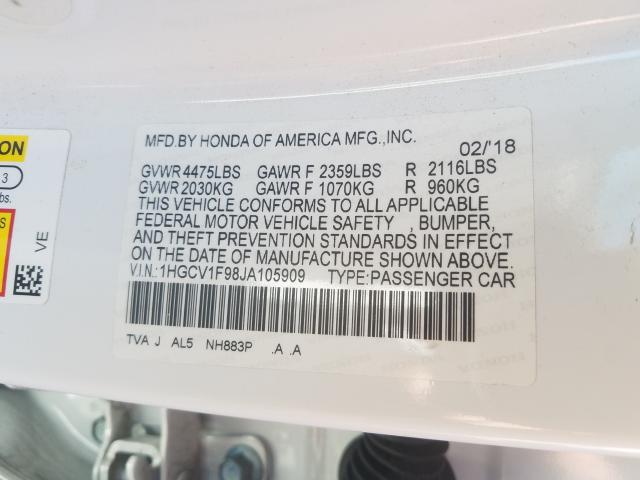 MFD.BY HONDA OF AMERICA MFG.,INC. 02/'18
GVWR 4475LBS GAWR F 2359LBS R 2116LBS
GVWR 2030KG GAWR F 1070KG R 960KG
THIS VEHICLE CONFORMS TO ALL APPLICABLE
FEDERAL MOTOR VEHICLE SAFETY , BUMPER,
AND THEFT PREVENTION STANDARDS IN EFFECT
ON THE DATE OF MANUFACTURE SHOWN ABOVE.
V.I.N.: 1HGCV1F98JA105909 TYPE:PASSENGER CAR
TVA J AL5 NH883P .A .A
ION
3
S
VE